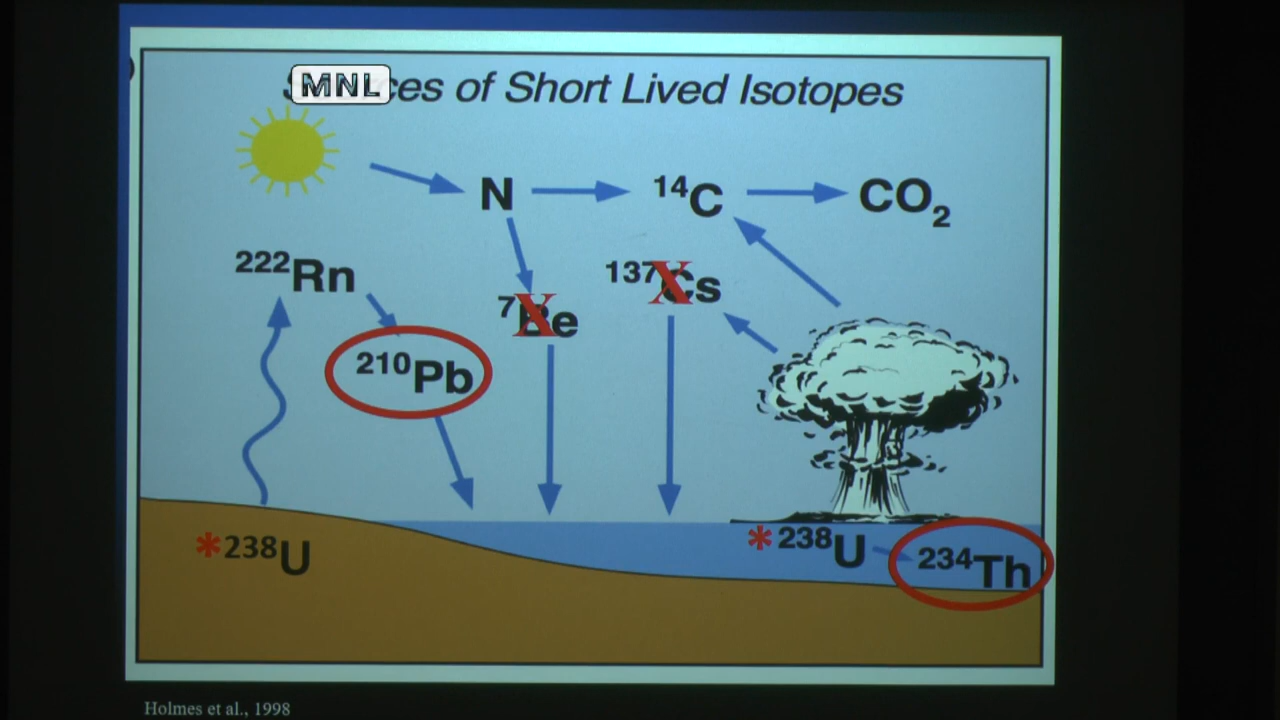 MNL
ces of Short Lived Isotopes
N
¹⁴C
CO₂
²²²Rn
¹³⁷Cs
X
⁷Be
X
²¹⁰Pb
*²³⁸U
*²³⁸U
²³⁴Th
Holmes et al., 1998